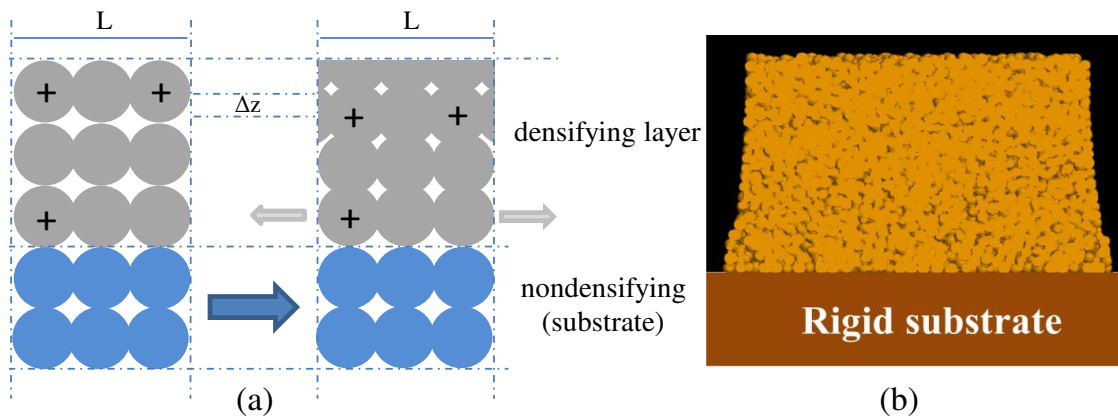 L
L
Δz
densifying layer
nondensifying
(substrate)
Rigid substrate
(a)
(b)